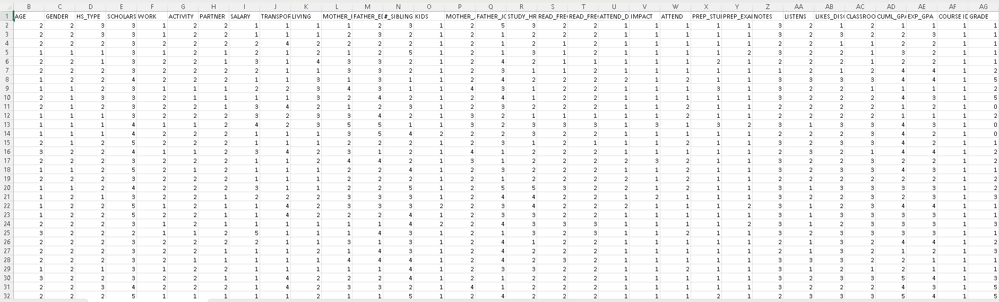 B C D E F G H I J K L M N O P Q R S T U V W X Y Z AA AB AC AD AE AF AG
1 AGE GENDER HS_TYPE SCHOLARS WORK ACTIVITY PARTNER SALARY TRANSPOR LIVING MOTHER_ FATHER_E #_SIBLING KIDS MOTHER_ FATHER_JO STUDY_HR READ_FRE READ_FRE ATTEND_D IMPACT ATTEND PREP_STU PREP_EXA NOTES LISTENS LIKES_DISC CLASSROO CUML_GPA EXP_GPA COURSE ID GRADE
2 2 2 3 3 1 2 2 1 1 1 1 2 3 1 2 5 3 2 2 1 1 1 1 1 3 2 1 2 1 1 1 1
3 2 2 3 3 1 2 2 1 1 1 2 3 2 1 2 1 2 2 2 1 1 1 1 1 3 2 3 2 2 3 1 1
4 2 2 2 3 2 2 2 2 4 2 2 2 2 1 2 1 2 1 2 1 1 1 1 1 2 2 1 1 2 2 1 1
5 1 1 1 3 1 2 1 2 1 2 1 2 5 1 2 1 3 1 2 1 1 1 1 2 3 2 2 1 3 2 1 1
6 2 2 1 3 2 2 1 3 1 4 3 3 2 1 2 4 2 1 1 1 1 1 2 1 2 2 2 1 2 2 1 1
7 2 2 2 3 2 2 2 2 1 1 3 3 2 1 2 3 1 1 2 1 1 1 1 1 1 2 1 2 4 4 1 2
8 1 2 2 4 2 2 2 1 1 3 1 3 1 1 2 4 2 2 2 2 1 2 1 1 3 3 3 3 4 4 1 5
9 1 1 2 3 1 1 1 2 2 3 4 3 1 1 4 3 1 2 2 1 1 1 3 1 3 2 2 1 1 1 1 2
10 2 1 3 3 2 1 1 1 1 3 2 4 2 1 2 4 1 2 2 1 1 1 1 1 3 2 2 2 4 3 1 5
11 2 1 2 3 2 2 1 3 4 2 1 2 3 1 2 3 2 2 2 1 1 1 1 1 2 2 2 2 1 2 1 0
12 1 1 1 3 2 2 2 3 2 3 3 4 2 1 3 2 1 1 1 1 1 2 1 1 2 2 2 2 1 1 1 2
13 1 1 1 4 1 1 2 4 2 3 5 5 1 1 3 2 3 3 3 1 3 1 3 2 3 1 3 3 4 3 1 0
14 1 1 1 4 2 2 2 1 1 1 3 5 4 2 2 2 3 2 2 1 1 1 1 1 2 2 3 3 4 2 1 0
15 2 1 2 5 2 2 2 1 1 1 2 2 2 1 2 3 1 2 1 1 1 2 1 1 3 2 3 3 4 2 1 1
16 3 2 2 4 1 1 2 3 4 2 3 1 2 1 4 1 2 2 2 1 1 1 1 1 3 2 3 1 4 4 1 2
17 2 2 2 3 2 2 2 1 1 2 4 4 2 1 3 1 2 2 2 2 3 2 1 1 3 2 2 3 2 2 1 2
18 1 1 2 5 2 1 2 1 1 1 2 2 4 1 2 3 2 2 2 1 1 2 1 1 3 2 3 3 4 3 1 1
19 2 2 2 3 2 2 2 1 1 1 2 2 2 1 2 1 2 2 2 1 1 2 1 1 2 2 2 2 2 2 1 2
20 1 1 2 4 2 2 2 3 1 1 2 2 5 1 2 5 5 3 2 2 1 2 1 1 3 1 3 3 3 3 1 2
21 2 1 1 3 2 2 1 2 2 2 3 3 3 1 2 4 4 2 2 1 2 1 1 1 3 2 2 3 2 3 1 3
22 1 2 2 5 1 2 1 1 4 2 3 3 3 2 2 3 4 2 2 2 1 1 1 2 3 1 2 3 4 4 1 1
23 1 2 2 5 2 2 1 1 4 2 2 2 4 1 2 3 3 2 2 1 1 1 1 1 3 1 3 3 3 3 1 1
24 2 2 2 3 1 2 1 1 1 1 1 1 4 2 2 4 3 3 3 1 1 1 1 2 3 1 2 3 3 3 1 3
25 3 2 2 2 1 1 2 5 1 1 1 4 3 1 2 1 3 2 3 1 1 2 1 1 3 1 3 3 3 3 1 1
26 2 2 2 3 2 2 2 2 1 1 3 1 3 1 2 4 1 2 2 1 1 1 1 1 3 1 3 2 4 4 1 2
27 2 2 2 3 2 2 1 1 1 2 1 4 3 1 2 4 2 2 2 1 1 1 1 1 3 2 3 2 1 2 1 3
28 2 2 2 3 2 1 1 1 1 1 4 4 4 1 2 4 2 3 2 1 1 1 1 1 3 3 3 2 2 1 1 1
29 1 2 1 3 1 2 2 1 1 1 1 1 4 1 2 3 3 2 2 1 1 2 1 1 3 1 2 1 2 1 1 1
30 3 2 2 3 2 2 1 1 4 2 2 2 4 1 2 1 2 2 2 1 1 1 1 1 3 2 3 3 5 4 1 3
31 2 2 3 4 2 2 2 1 4 2 3 3 2 1 4 1 2 2 2 1 1 1 1 1 3 2 2 2 4 3 1 5
32 2 2 2 5 1 1 1 1 1 2 1 1 5 1 2 4 2 2 2 1 1 1 2 1 2 3 3 3 5 4 1 5